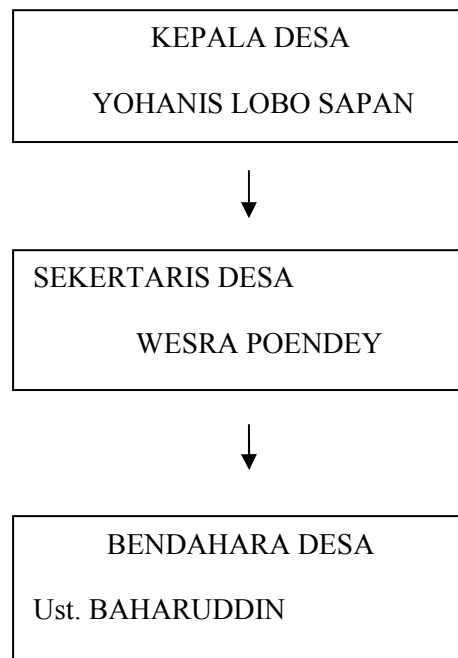 KEPALA DESA
YOHANIS LOBO SAPAN
SEKERTARIS DESA
WESRA POENDEY
BENDAHARA DESA
Ust. BAHARUDDIN